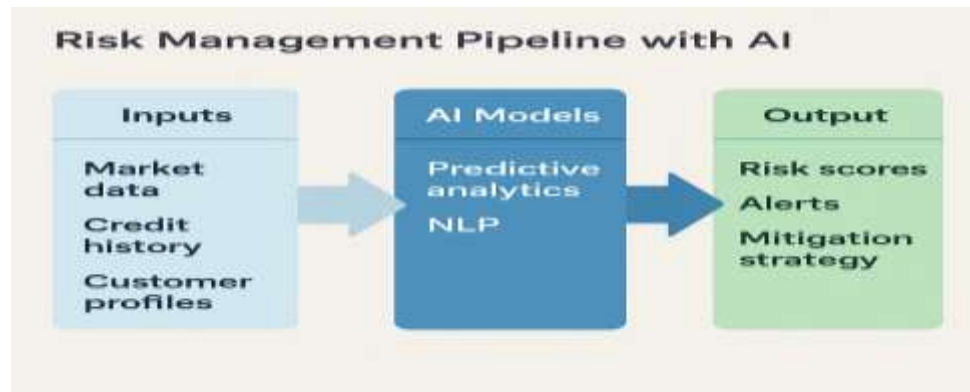 Risk Management Pipeline with AI
Inputs
Market
data
Credit
history
Customer
profiles
AI Models
Predictive
analytics
NLP
Output
Risk scores
Alerts
Mitigation
strategy